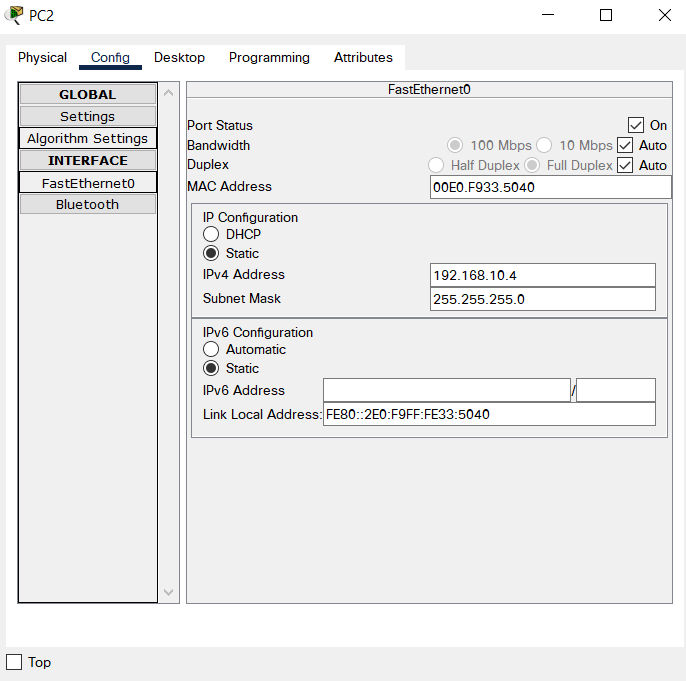 PC2
Physical Config Desktop Programming Attributes
GLOBAL
Settings
Algorithm Settings
INTERFACE
FastEthernet0
Bluetooth
FastEthernet0
Port Status On
Bandwidth 100 Mbps 10 Mbps Auto
Duplex Half Duplex Full Duplex Auto
MAC Address 00E0.F933.5040
IP Configuration
DHCP
Static
IPv4 Address 192.168.10.4
Subnet Mask 255.255.255.0
IPv6 Configuration
Automatic
Static
IPv6 Address /
Link Local Address: FE80::2E0:F9FF:FE33:5040
Top